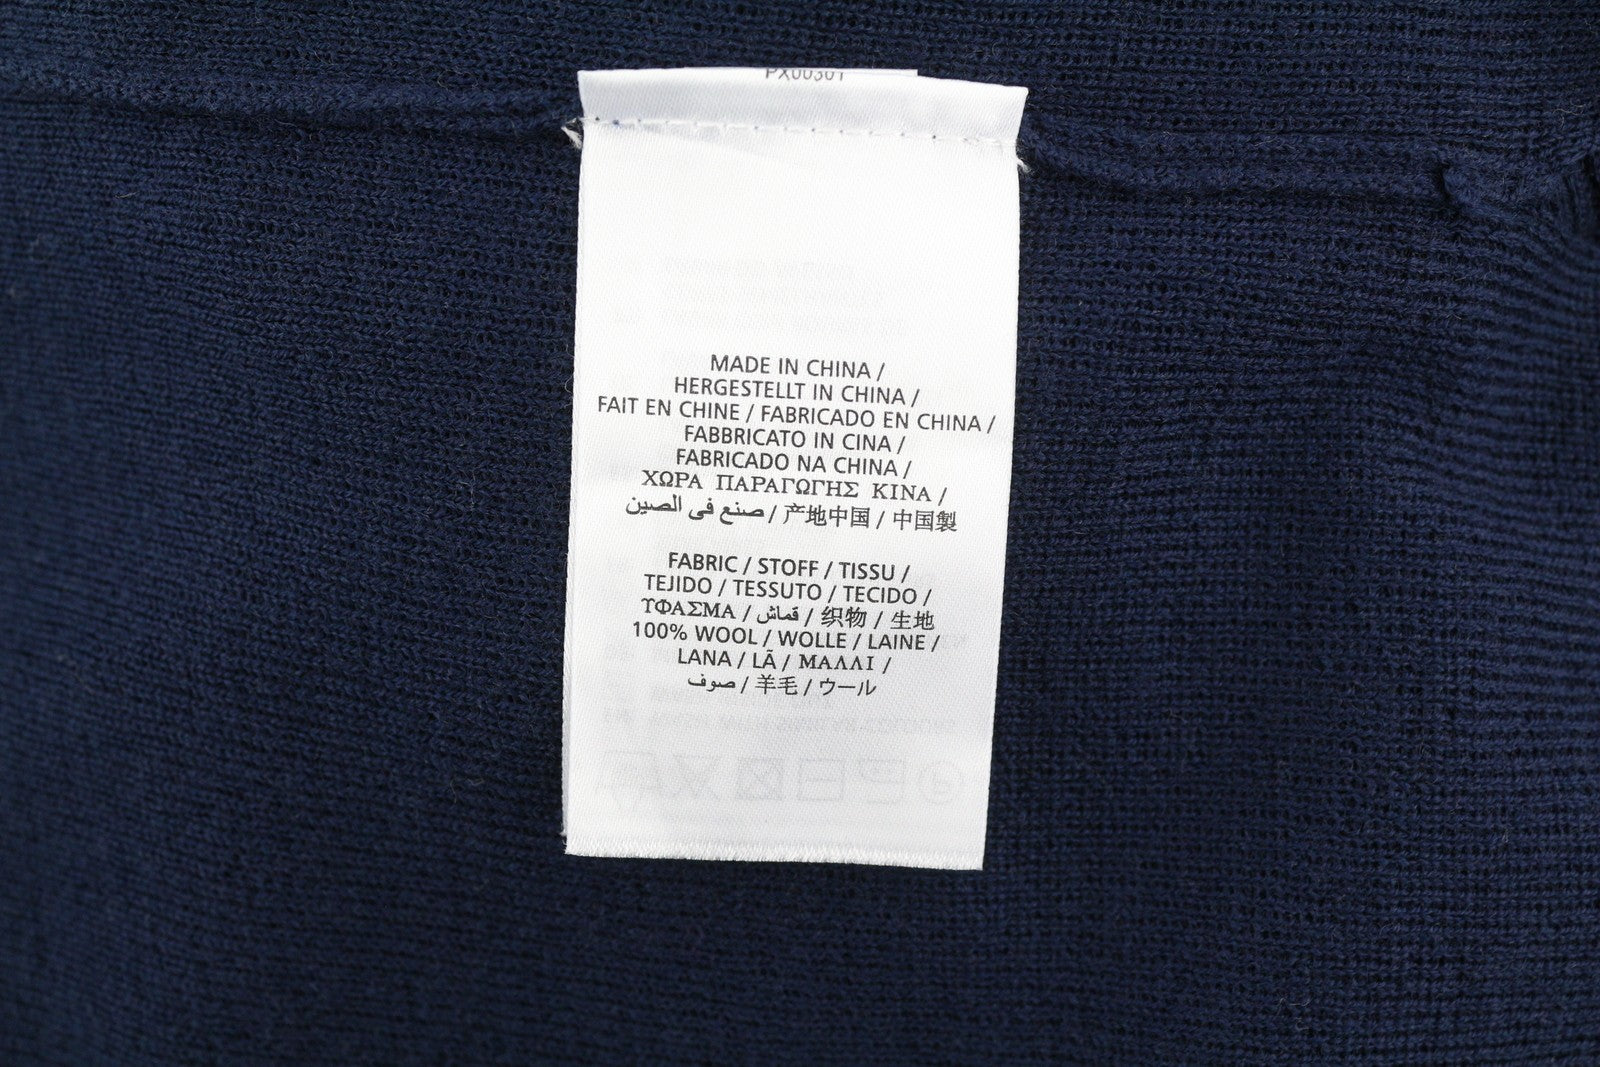 PX00301
MADE IN CHINA /
HERGESTELLT IN CHINA /
FAIT EN CHINE / FABRICADO EN CHINA /
FABBRICATO IN CINA /
FABRICADO NA CHINA /
ΧΩΡΑ ΠΑΡΑΓΩΓΗΣ ΚΙΝΑ /
صنع في الصين / 产地中国 / 中国製
FABRIC / STOFF / TISSU /
TEJIDO / TESSUTO / TECIDO /
ΥΦΑΣΜΑ / قماش / 织物 / 生地
100% WOOL / WOLLE / LAINE /
LANA / LÃ / ΜΑΛΛΙ /
صوف / 羊毛 / ウール